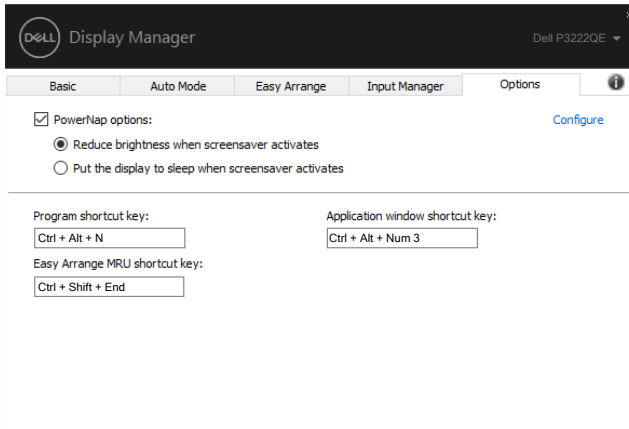 DELL Display Manager
Dell P3222QE
Basic Auto Mode Easy Arrange Input Manager Options
PowerNap options:
Configure
Reduce brightness when screensaver activates
Put the display to sleep when screensaver activates
Program shortcut key:
Application window shortcut key:
Ctrl + Alt + N
Ctrl + Alt + Num 3
Easy Arrange MRU shortcut key:
Ctrl + Shift + End